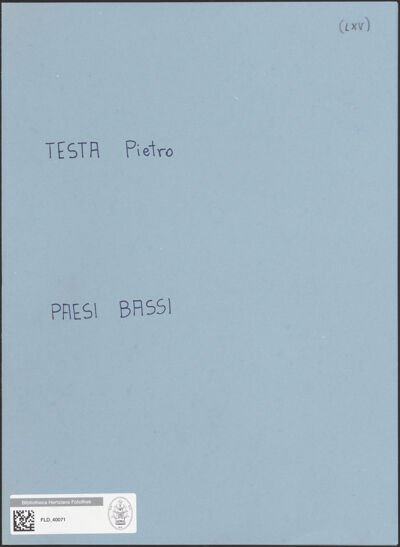 (LXV)
TESTA Pietro
PAESI BASSI
Bibliotheca Hertziana Fotothek
FLD_40071